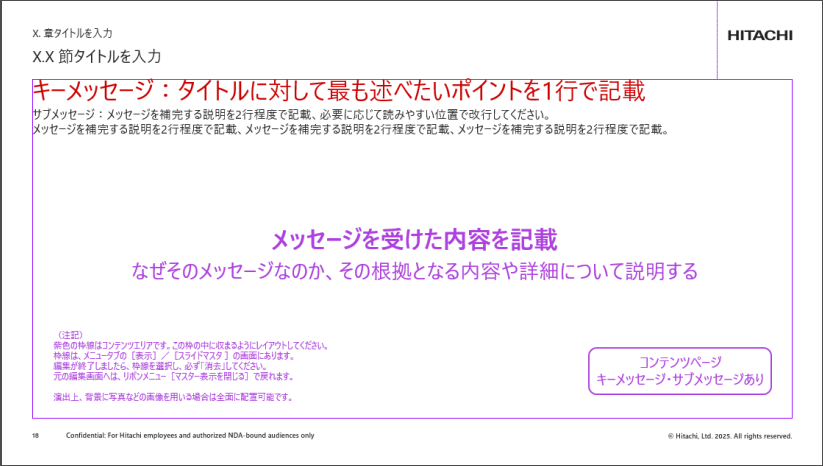 X. 章タイトルを入力
X.X 節タイトルを入力
HITACHI
キーメッセージ：タイトルに対して最も述べたいポイントを1行で記載
サブメッセージ：メッセージを補完する説明を2行程度で記載、必要に応じて読みやすい位置で改行してください。
メッセージを補完する説明を2行程度で記載、メッセージを補完する説明を2行程度で記載、メッセージを補完する説明を2行程度で記載。
メッセージを受けた内容を記載
なぜそのメッセージなのか、その根拠となる内容や詳細について説明する
（注記）
紫色の枠線はコンテンツエリアです。この枠の中に収まるようにレイアウトしてください。
枠線は、メニュータブの［表示］／［スライドマスタ］の画面にあります。
編集が終了しましたら、枠線を選択し、必ず「消去」してください。
元の編集画面へは、リボンメニュー［マスター表示を閉じる］で戻れます。
演出上、背景に写真などの画像を用いる場合は全面に配置可能です。
コンテンツページ
キーメッセージ・サブメッセージあり
18
Confidential: For Hitachi employees and authorized NDA-bound audiences only
© Hitachi, Ltd. 2025. All rights reserved.